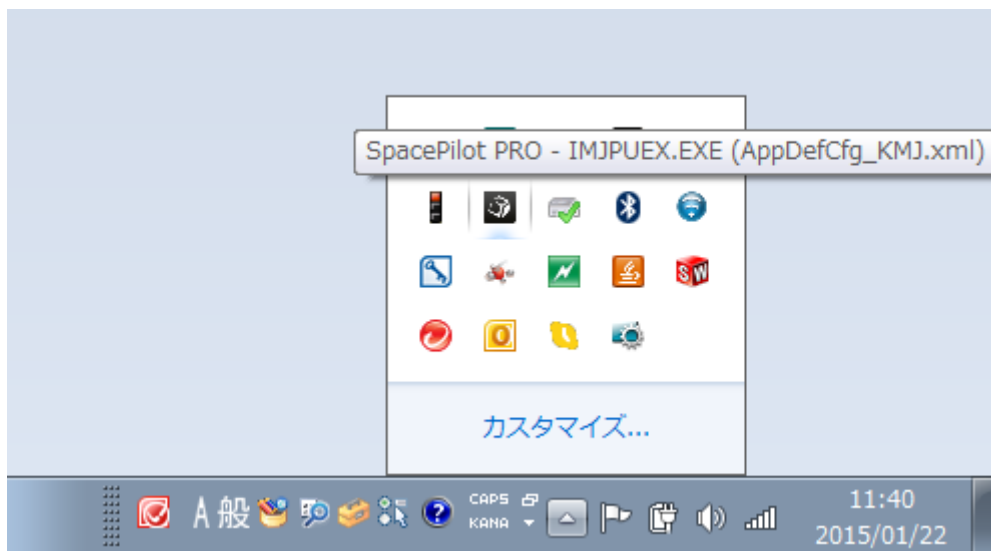 SpacePilot PRO - IMJPUEX.EXE (AppDefCfg_KMJ.xml)
SW
カスタマイズ...
A 般
CAPS
KANA
11:40
2015/01/22